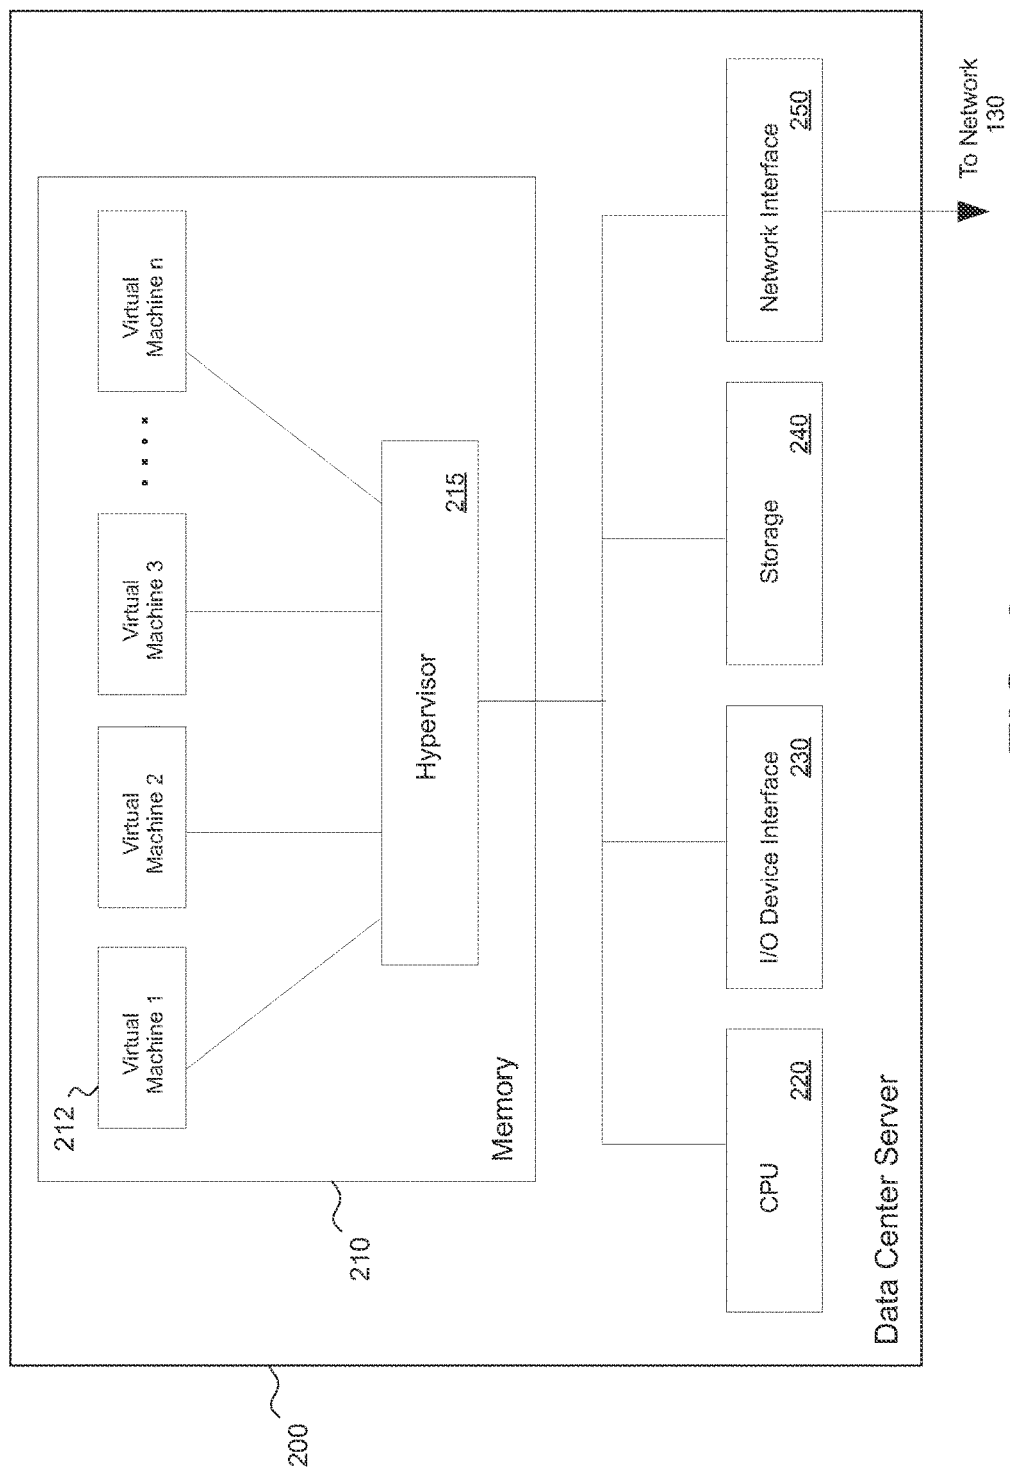 212
Virtual
Machine 1
Virtual
Machine 2
Virtual
Machine 3
Virtual
Machine n
Hypervisor
215
Memory
210
CPU
220
I/O Device Interface
230
Storage
240
Network Interface
250
Data Center Server
200
To Network
130